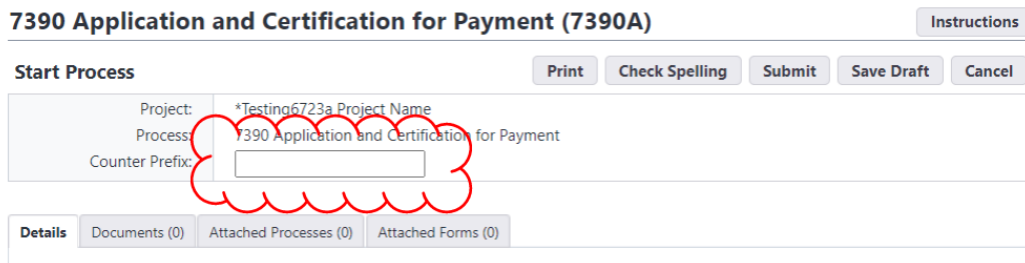 7390 Application and Certification for Payment (7390A)
Instructions
Start Process
Print Check Spelling Submit Save Draft Cancel
Project: *Testing6723a Project Name
Process: 7390 Application and Certification for Payment
Counter Prefix:
Details Documents (0) Attached Processes (0) Attached Forms (0)